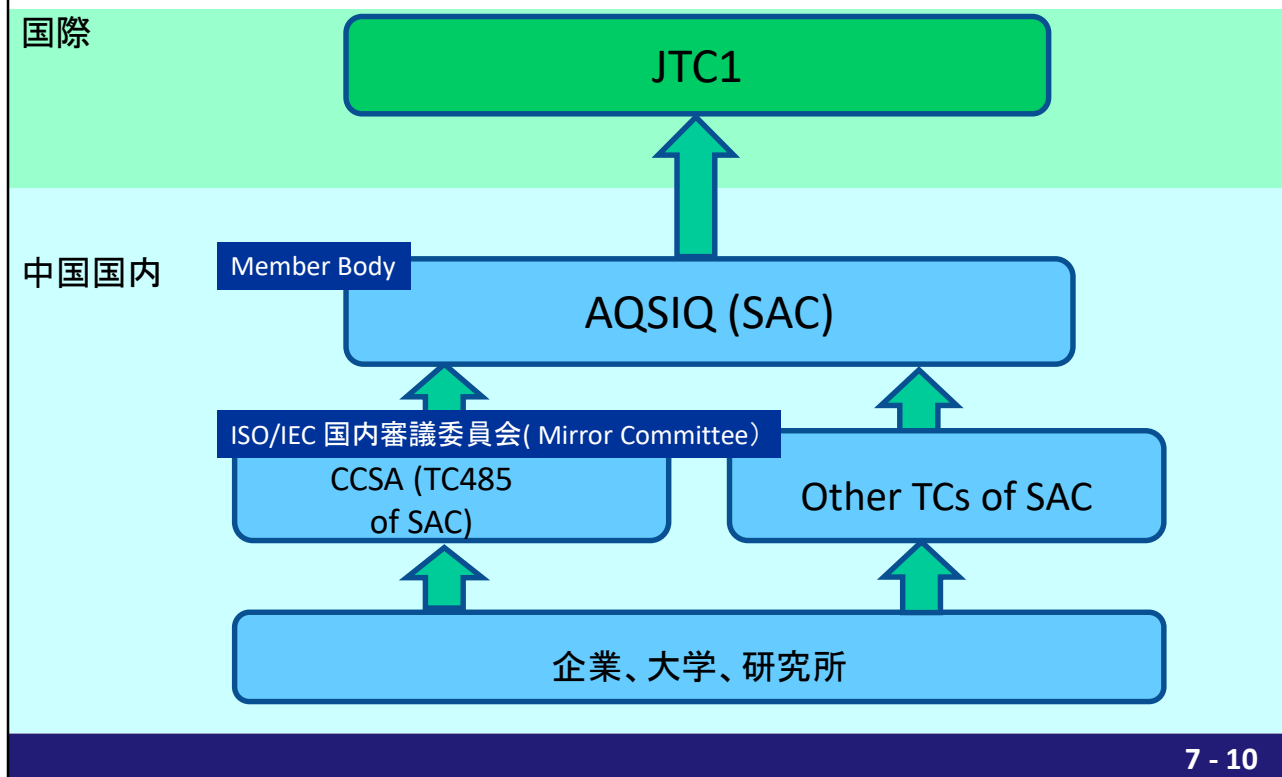 国際
JTC1
中国国内
Member Body
AQSIQ (SAC)
ISO/IEC 国内審議委員会( Mirror Committee）
CCSA (TC485
of SAC)
Other TCs of SAC
企業、大学、研究所
7 - 10